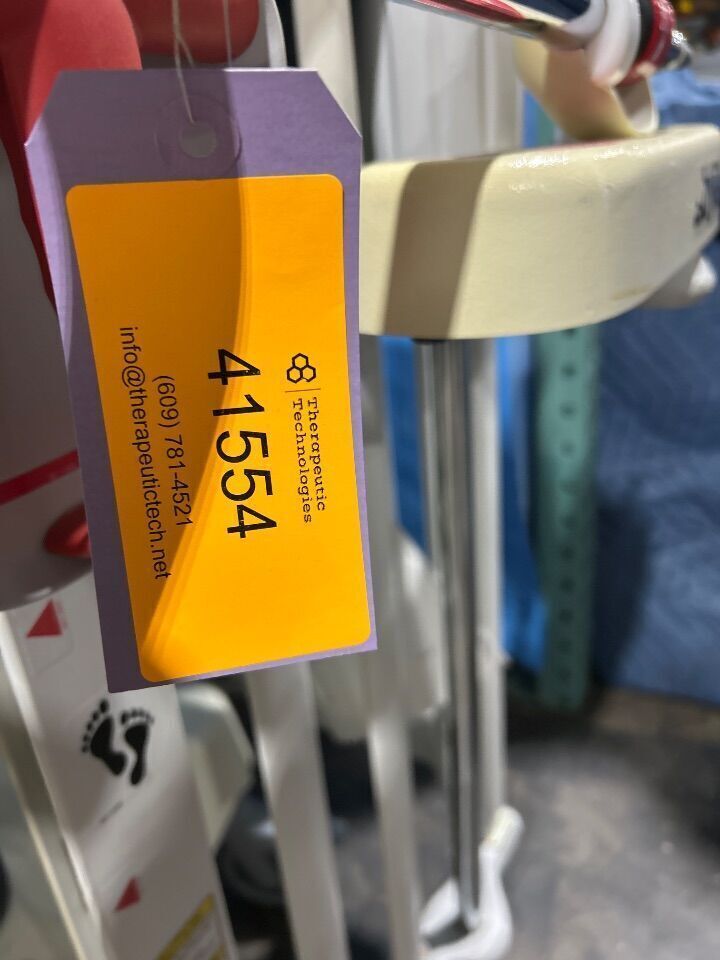 Therapeutic
Technologies
41554
(609) 781-4521
info@therapeutictech.net